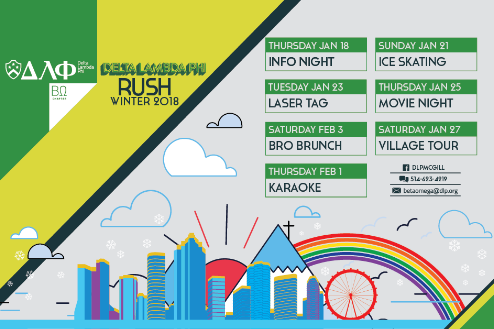 ΔΛΦ
Delta
Lambda
Phi
ΒΩ
DELTA LAMBDA PHI
RUSH
WINTER 2018
THURSDAY JAN 18
INFO NIGHT
SUNDAY JAN 21
ICE SKATING
TUESDAY JAN 23
LASER TAG
THURSDAY JAN 25
MOVIE NIGHT
SATURDAY FEB 3
BRO BRUNCH
SATURDAY JAN 27
VILLAGE TOUR
THURSDAY FEB 1
KARAOKE
DLPMCGILL
514-693-4919
betaomega@dlp.org